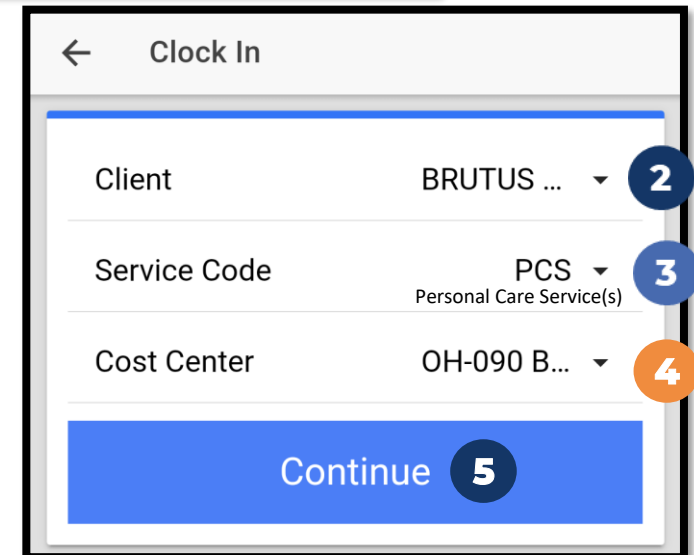 Clock In
Client BRUTUS ... 2
Service Code PCS 3
Personal Care Service(s)
Cost Center OH-090 B... 4
Continue 5